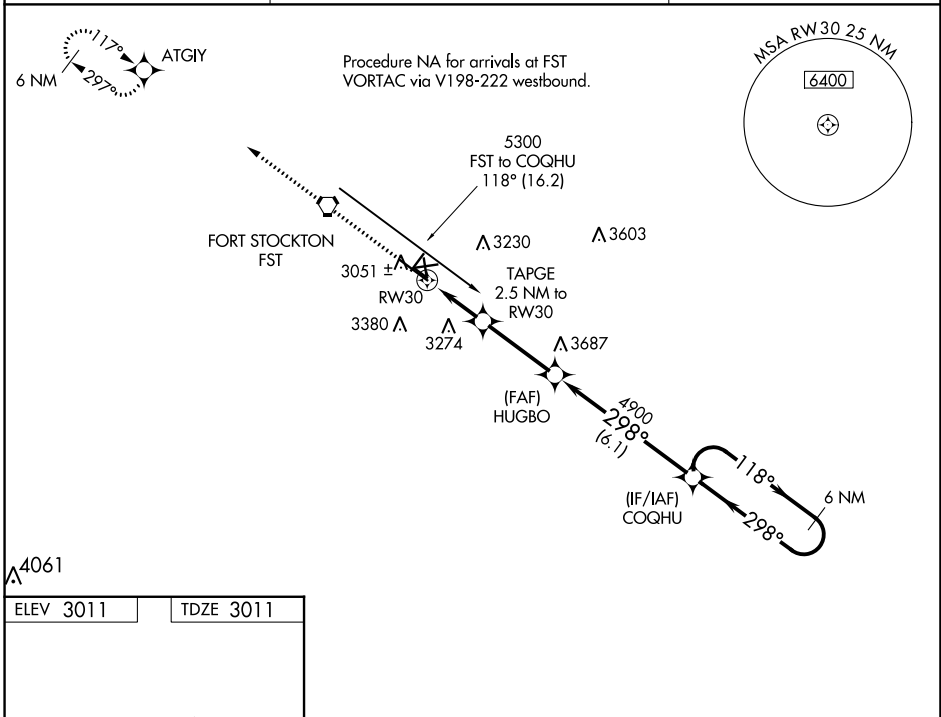 117°
ATGIY
6 NM
297°
Procedure NA for arrivals at FST
VORTAC via V198-222 westbound.
MSA RW30 25 NM
6400
5300
FST to COQHU
118° (16.2)
FORT STOCKTON
FST
3230
3603
3051 ±
RW30
TAPGE
2.5 NM to
RW30
3380
3274
3687
(FAF)
HUGBO
4900
298°
(6.1)
(IF/IAF)
COQHU
118°
6 NM
298°
4061
ELEV 3011
TDZE 3011